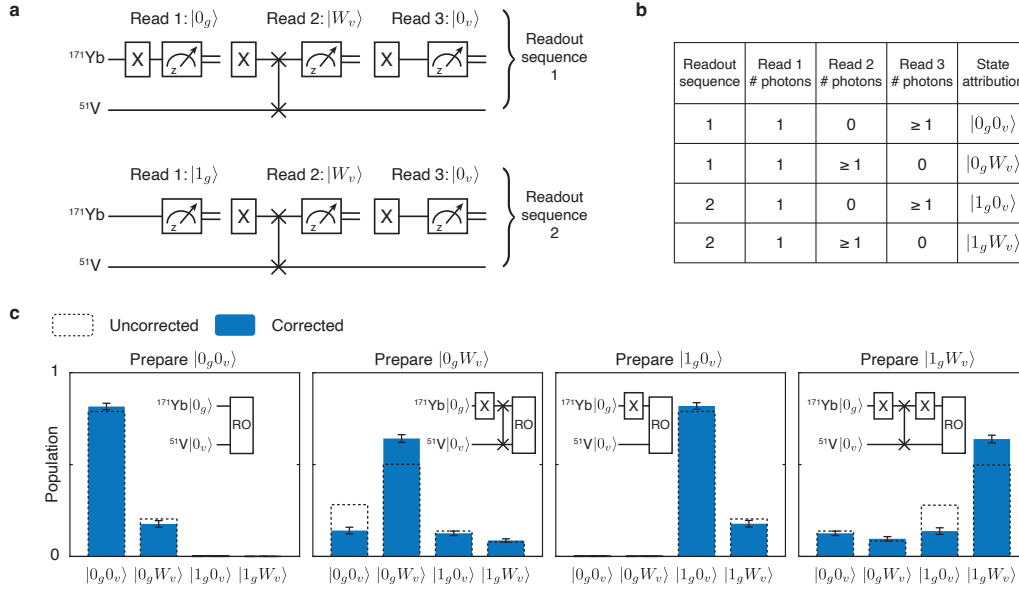 a
Read 1: |0g⟩
Read 2: |Wv⟩
Read 3: |0v⟩
171Yb
X
z
X
z
X
z
51V
Readout
sequence
1
Read 1: |1g⟩
Read 2: |Wv⟩
Read 3: |0v⟩
171Yb
z
X
z
X
z
51V
Readout
sequence
2
b
Readout sequence | Read 1 # photons | Read 2 # photons | Read 3 # photons | State attribution
1 | 1 | 0 | ≥ 1 | |0g0v⟩
1 | 1 | ≥ 1 | 0 | |0gWv⟩
2 | 1 | 0 | ≥ 1 | |1g0v⟩
2 | 1 | ≥ 1 | 0 | |1gWv⟩
c
Uncorrected
Corrected
Prepare |0g0v⟩
Prepare |0gWv⟩
Prepare |1g0v⟩
Prepare |1gWv⟩
1
Population
0
171Yb|0g⟩
51V|0v⟩
RO
171Yb|0g⟩
X
51V|0v⟩
RO
171Yb|0g⟩
X
51V|0v⟩
RO
171Yb|0g⟩
X
X
51V|0v⟩
RO
|0g0v⟩ |0gWv⟩ |1g0v⟩ |1gWv⟩
|0g0v⟩ |0gWv⟩ |1g0v⟩ |1gWv⟩
|0g0v⟩ |0gWv⟩ |1g0v⟩ |1gWv⟩
|0g0v⟩ |0gWv⟩ |1g0v⟩ |1gWv⟩